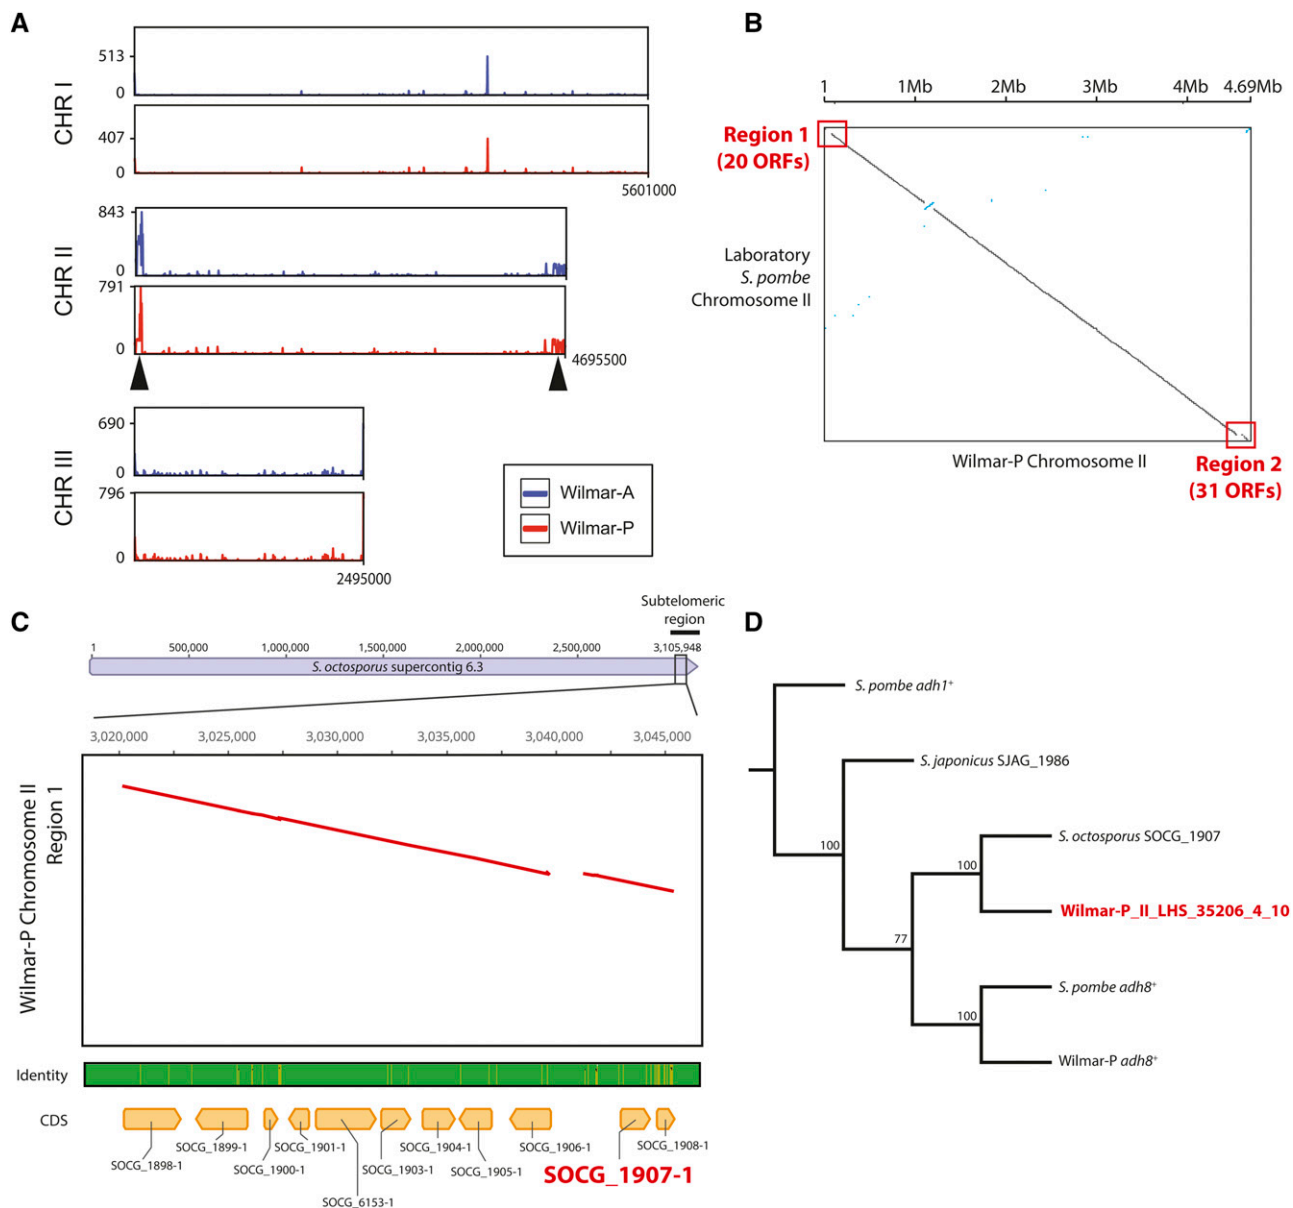 A
CHR I
513
0
407
0
5601000
CHR II
843
0
791
0
4695500
CHR III
690
0
796
0
2495000
Wilmar-A
Wilmar-P
B
1
1Mb
2Mb
3Mb
4Mb
4.69Mb
Region 1
(20 ORFs)
Laboratory
S. pombe
Chromosome II
Wilmar-P Chromosome II
Region 2
(31 ORFs)
C
Subtelomeric
region
1
500,000
1,000,000
1,500,000
2,000,000
2,500,000
3,105,948
S. octosporus supercontig 6.3
3,020,000
3,025,000
3,030,000
3,035,000
3,040,000
3,045,000
Wilmar-P Chromosome II
Region 1
Identity
CDS
SOCG_1898-1
SOCG_1899-1
SOCG_1900-1
SOCG_1901-1
SOCG_6153-1
SOCG_1903-1
SOCG_1904-1
SOCG_1905-1
SOCG_1906-1
SOCG_1907-1
SOCG_1908-1
D
S. pombe adh1⁺
S. japonicus SJAG_1986
100
S. octosporus SOCG_1907
100
Wilmar-P_II_LHS_35206_4_10
77
S. pombe adh8⁺
100
Wilmar-P adh8⁺